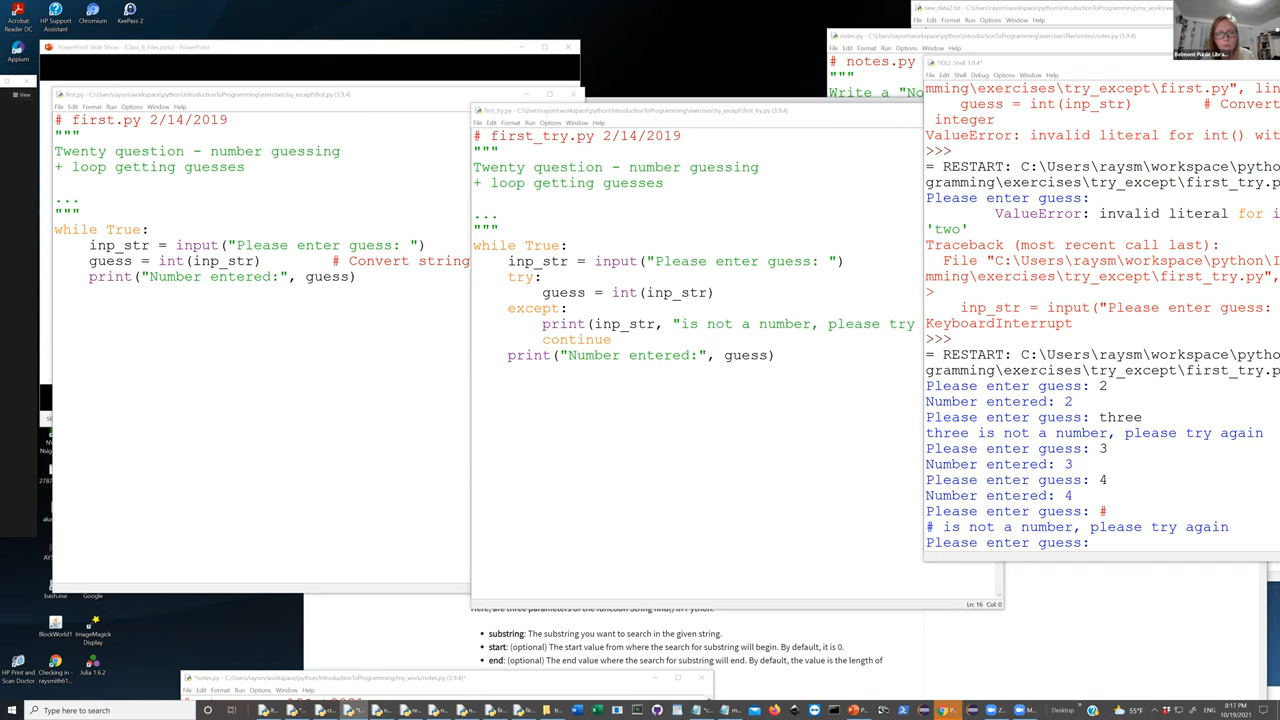 Acrobat Reader DC
HP Support Assistant
Chromium
KeePass 2
Appium
View
PowerPoint Slide Show - [Class_6_Files.pptx] - PowerPoint
first.py - C:\Users\raysm\workspace\python\IntroductionToProgramming\exercises\try_except\first.py (3.9.4)
File Edit Format Run Options Window Help
# first.py 2/14/2019
"""
Twenty question - number guessing
+ loop getting guesses
...
"""
while True:
inp_str = input("Please enter guess: ")
guess = int(inp_str) # Convert string
print("Number entered:", guess)
first_try.py - C:\Users\raysm\workspace\python\IntroductionToProgramming\exercises\try_except\first_try.py (3.9.4)
File Edit Format Run Options Window Help
# first_try.py 2/14/2019
"""
Twenty question - number guessing
+ loop getting guesses
...
"""
while True:
inp_str = input("Please enter guess: ")
try:
guess = int(inp_str)
except:
print(inp_str, "is not a number, please try
continue
print("Number entered:", guess)
Ln: 16 Col: 0
new_data2.txt - C:\Users\raysm\workspace\python\IntroductionToProgramming\my_work\new
File Edit Format Run Options Window Help
notes.py - C:\Users\raysm\workspace\python\IntroductionToProgramming\exercises\files\notes\notes.py (3.9.4)
File Edit Format Run Options Window Help
# notes.py
"""
Write a "No
Belmont Public Libra...
*IDLE Shell 3.9.4*
File Edit Shell Debug Options Window Help
mming\exercises\try_except\first.py", lin
guess = int(inp_str) # Convert
integer
ValueError: invalid literal for int() wit
>>>
= RESTART: C:\Users\raysm\workspace\pytho
gramming\exercises\try_except\first_try.p
Please enter guess:
ValueError: invalid literal for i
'two'
Traceback (most recent call last):
File "C:\Users\raysm\workspace\python\I
mming\exercises\try_except\first_try.py",
>
inp_str = input("Please enter guess:
KeyboardInterrupt
>>>
= RESTART: C:\Users\raysm\workspace\pytho
gramming\exercises\try_except\first_try.p
Please enter guess: 2
Number entered: 2
Please enter guess: three
three is not a number, please try again
Please enter guess: 3
Number entered: 3
Please enter guess: 4
Number entered: 4
Please enter guess: #
# is not a number, please try again
Please enter guess:
bash.exe
Google
BlockWorld1
ImageMagick Display
HP Print and Scan Doctor
Checking in - raysmith61...
Julia 1.6.2
Here, are three parameters of the function String find() in Python:
substring: The substring you want to search in the given string.
start: (optional) The start value from where the search for substring will begin. By default, it is 0.
end: (optional) The end value where the search for substring will end. By default, the value is the length of
*notes.py - C:/Users/raysm/workspace/python/IntroductionToProgramming/my_work/notes.py (3.9.4)*
File Edit Format Run Options Window Help
Type here to search
Desktop
55°F
8:17 PM
10/19/2021